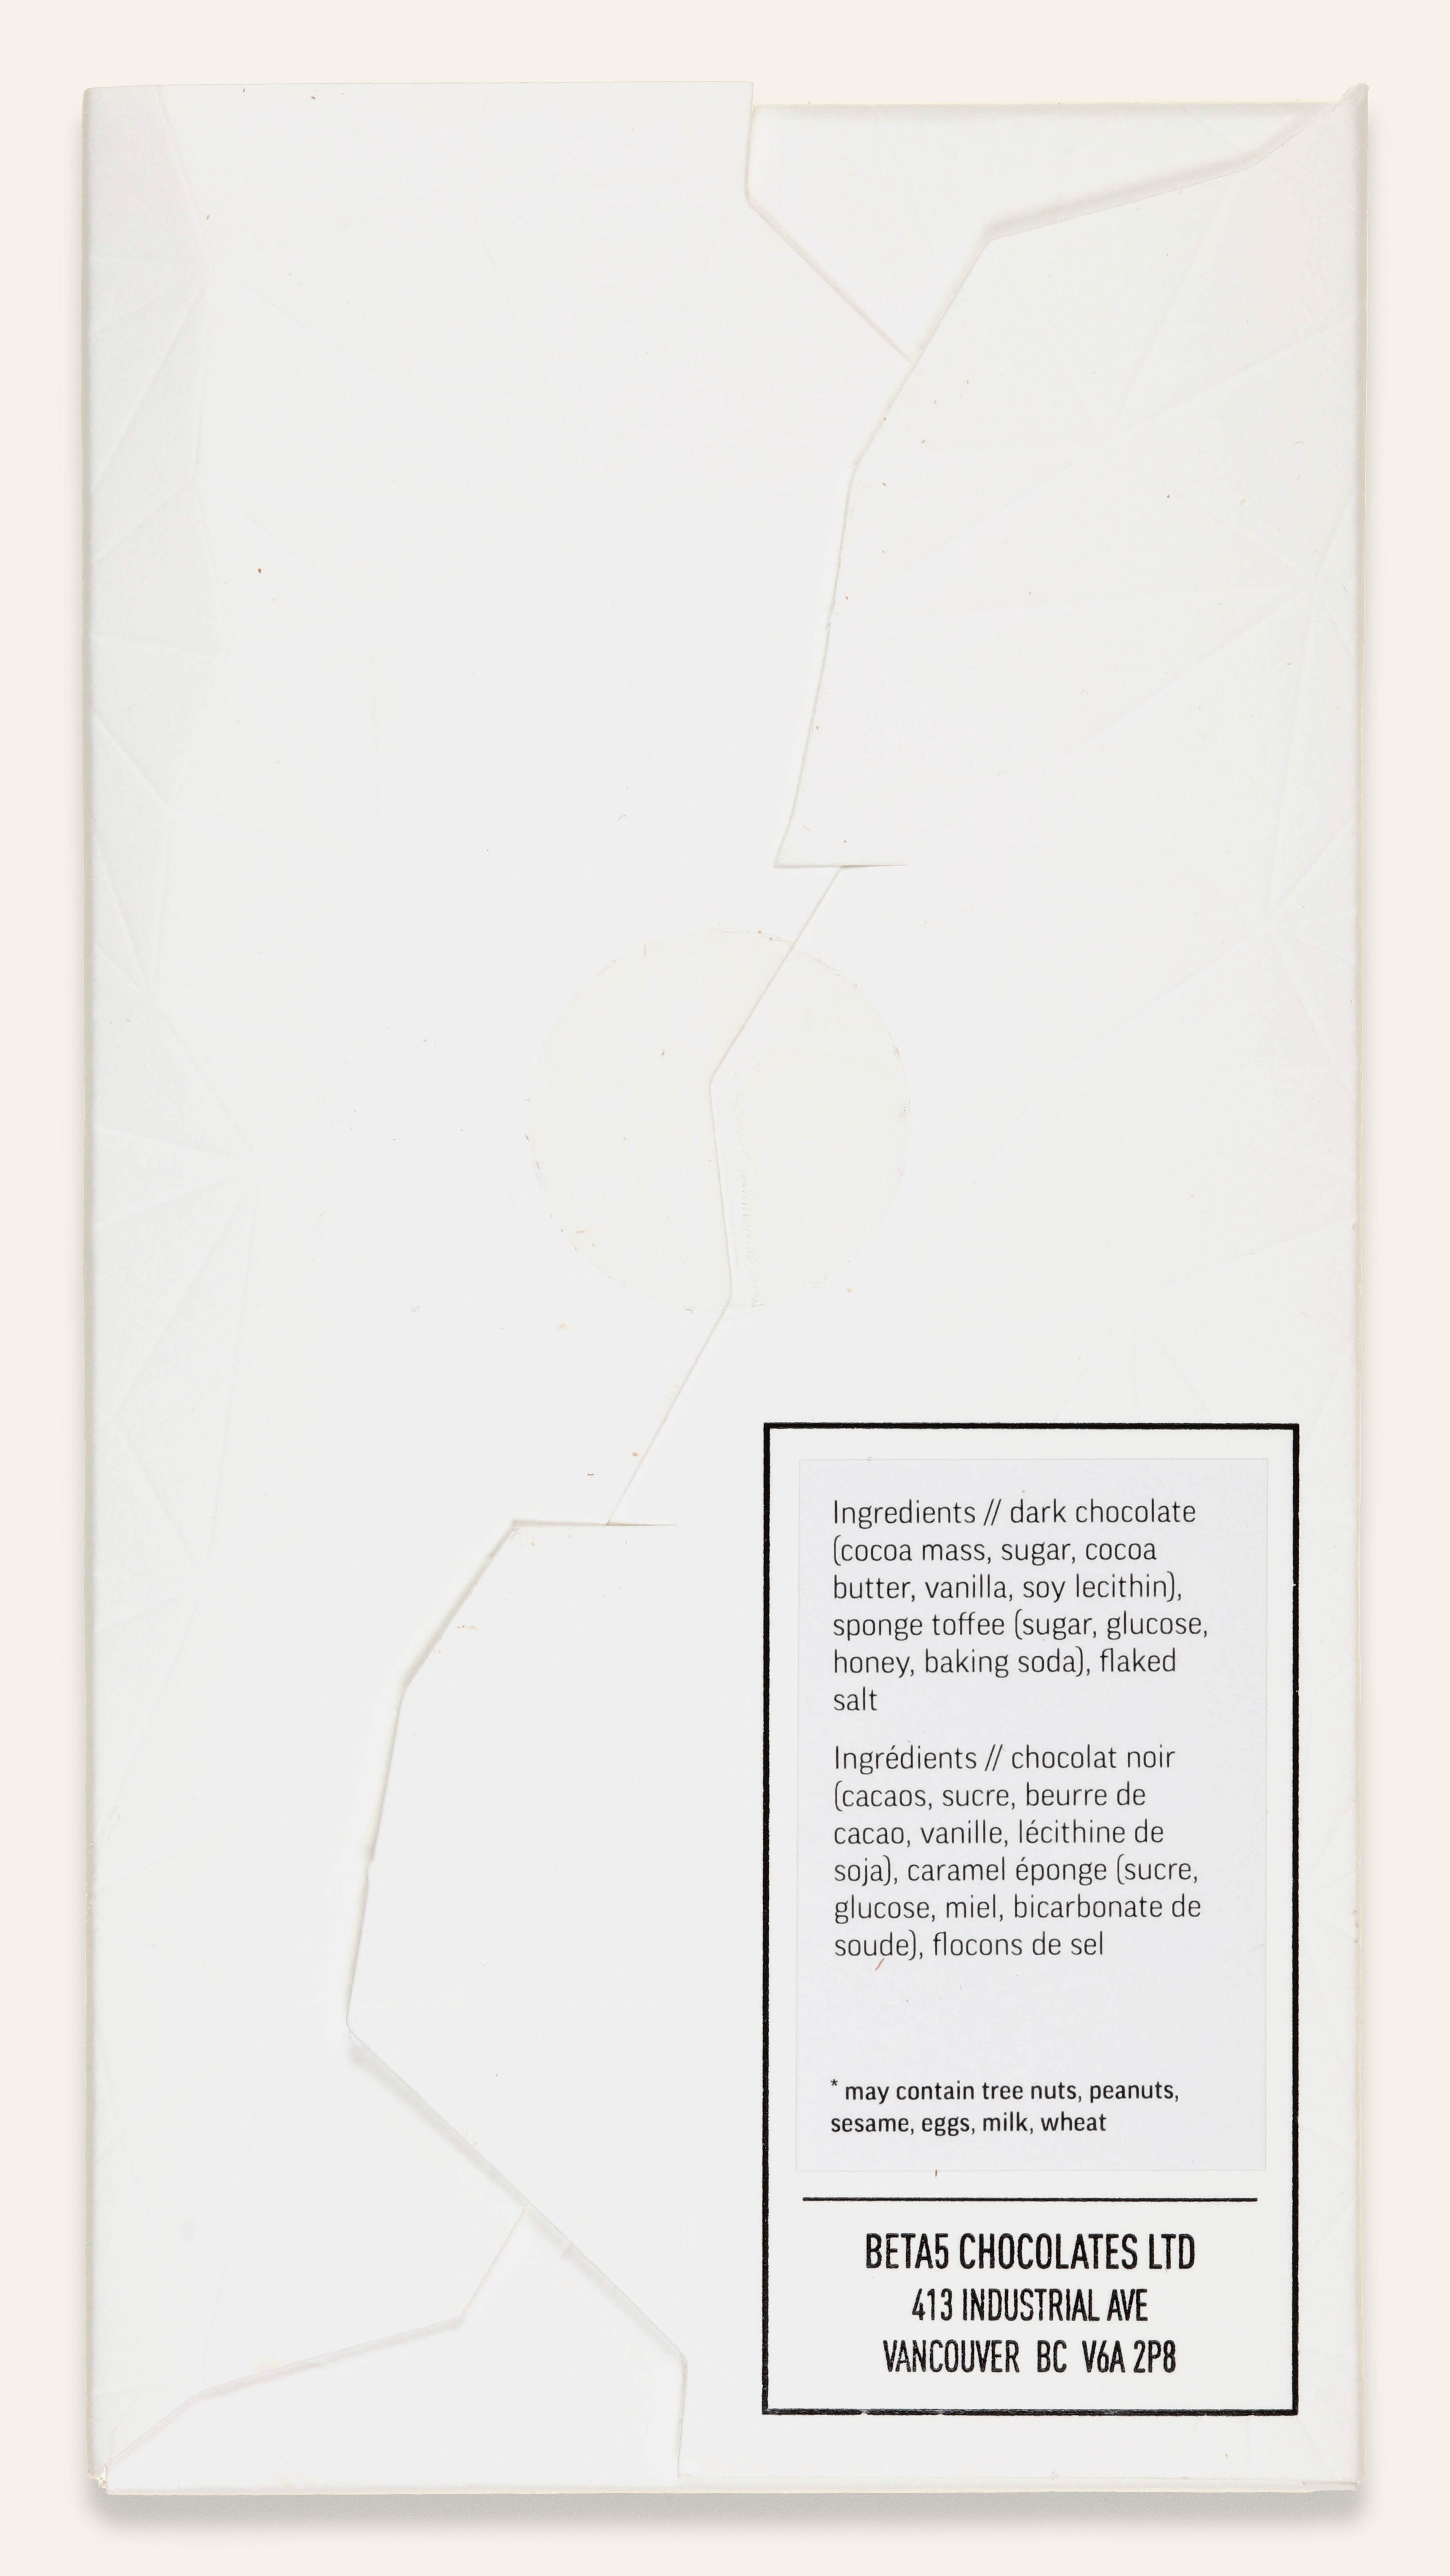 Ingredients // dark chocolate
(cocoa mass, sugar, cocoa
butter, vanilla, soy lecithin),
sponge toffee (sugar, glucose,
honey, baking soda), flaked
salt
Ingrédients // chocolat noir
(cacaos, sucre, beurre de
cacao, vanille, lécithine de
soja), caramel éponge (sucre,
glucose, miel, bicarbonate de
soude), flocons de sel
* may contain tree nuts, peanuts,
sesame, eggs, milk, wheat
BETA5 CHOCOLATES LTD
413 INDUSTRIAL AVE
VANCOUVER BC V6A 2P8